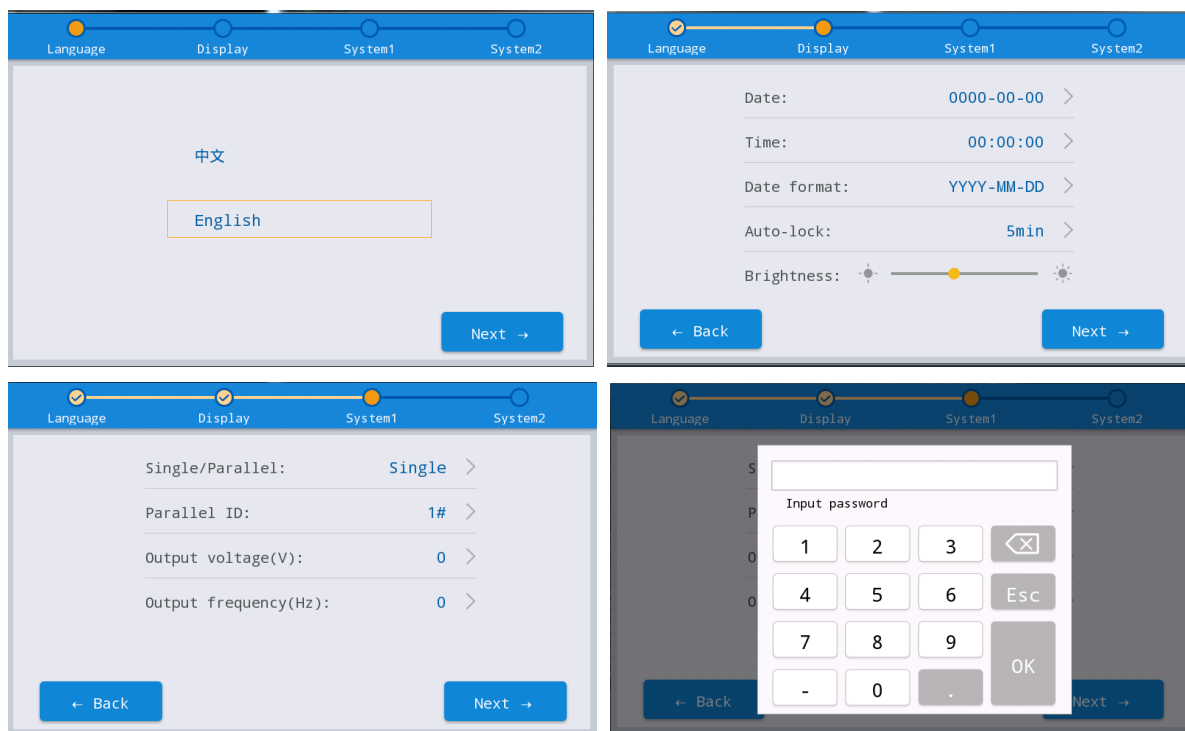 Language Display System1 System2
中文
English
Next →
Language Display System1 System2
Date: 0000-00-00
Time: 00:00:00
Date format: YYYY-MM-DD
Auto-lock: 5min
Brightness:
← Back Next →
Language Display System1 System2
Single/Parallel: Single
Parallel ID: 1#
Output voltage(V): 0
Output frequency(Hz): 0
← Back Next →
Language Display System1 System2
S
P
O
O
Input password
1 2 3
4 5 6 Esc
7 8 9
OK
- 0 .
← Back Next →